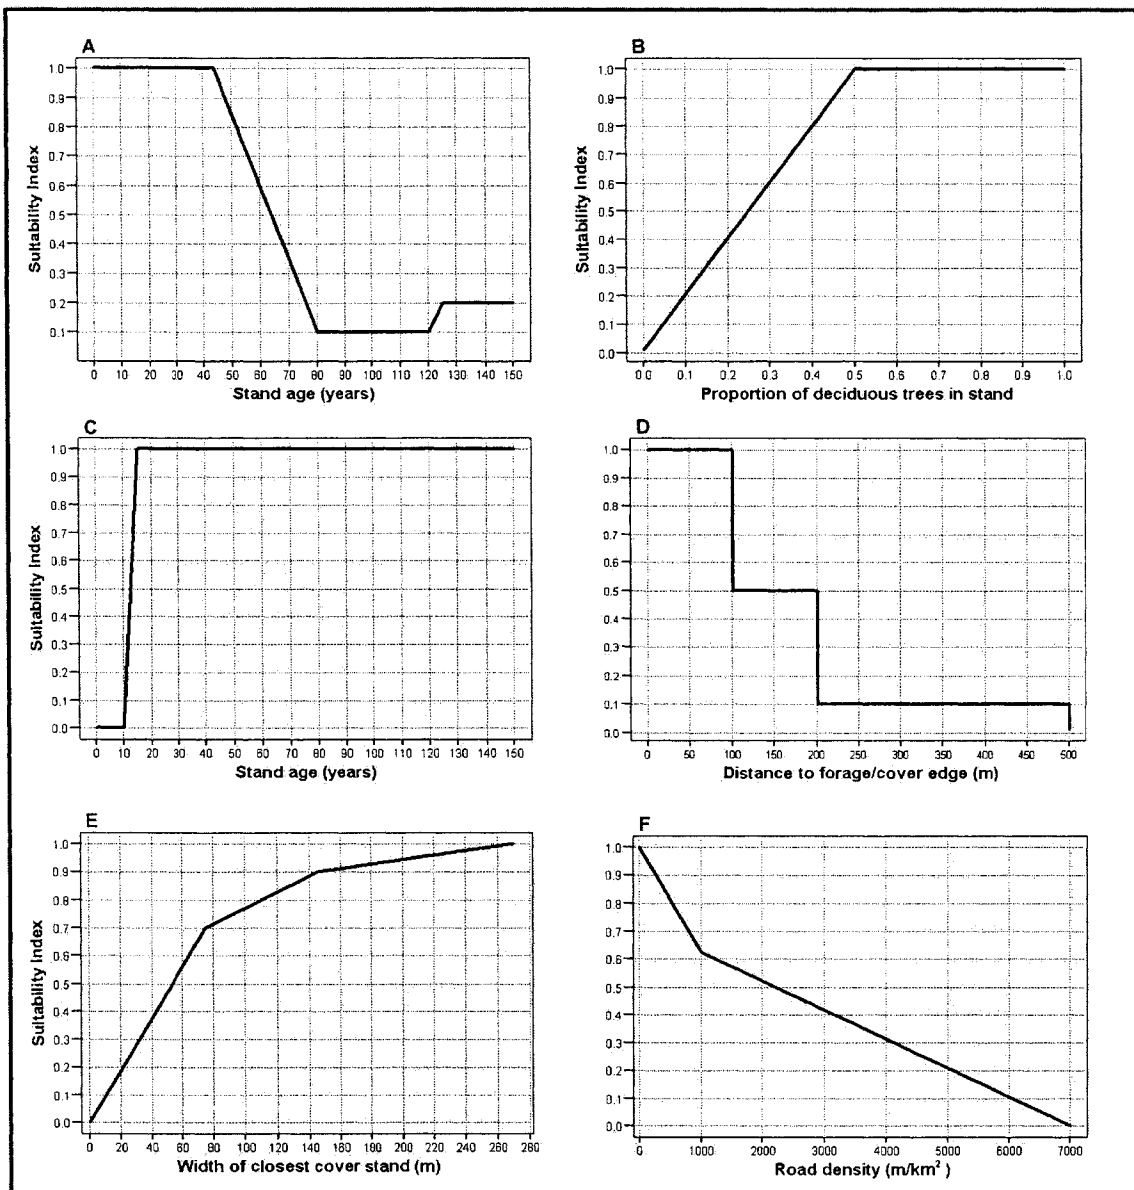 A
Suitability Index
1.0
0.9
0.8
0.7
0.6
0.5
0.4
0.3
0.2
0.1
0 10 20 30 40 50 60 70 80 90 100 110 120 130 140 150
Stand age (years)
B
Suitability Index
1.0
0.9
0.8
0.7
0.6
0.5
0.4
0.3
0.2
0.1
0.0
0.0 0.1 0.2 0.3 0.4 0.5 0.6 0.7 0.8 0.9 1.0
Proportion of deciduous trees in stand
C
Suitability Index
1.0
0.9
0.8
0.7
0.6
0.5
0.4
0.3
0.2
0.1
0.0
0 10 20 30 40 50 60 70 80 90 100 110 120 130 140 150
Stand age (years)
D
1.0
0.9
0.8
0.7
0.6
0.5
0.4
0.3
0.2
0.1
0.0
0 50 100 150 200 250 300 350 400 450 500
Distance to forage/cover edge (m)
E
Suitability Index
1.0
0.9
0.8
0.7
0.6
0.5
0.4
0.3
0.2
0.1
0.0
0 20 40 60 80 100 120 140 160 180 200 220 240 260 280
Width of closest cover stand (m)
F
1.0
0.9
0.8
0.7
0.6
0.5
0.4
0.3
0.2
0.1
0.0
0 1000 2000 3000 4000 5000 6000 7000
Road density (m/km²)